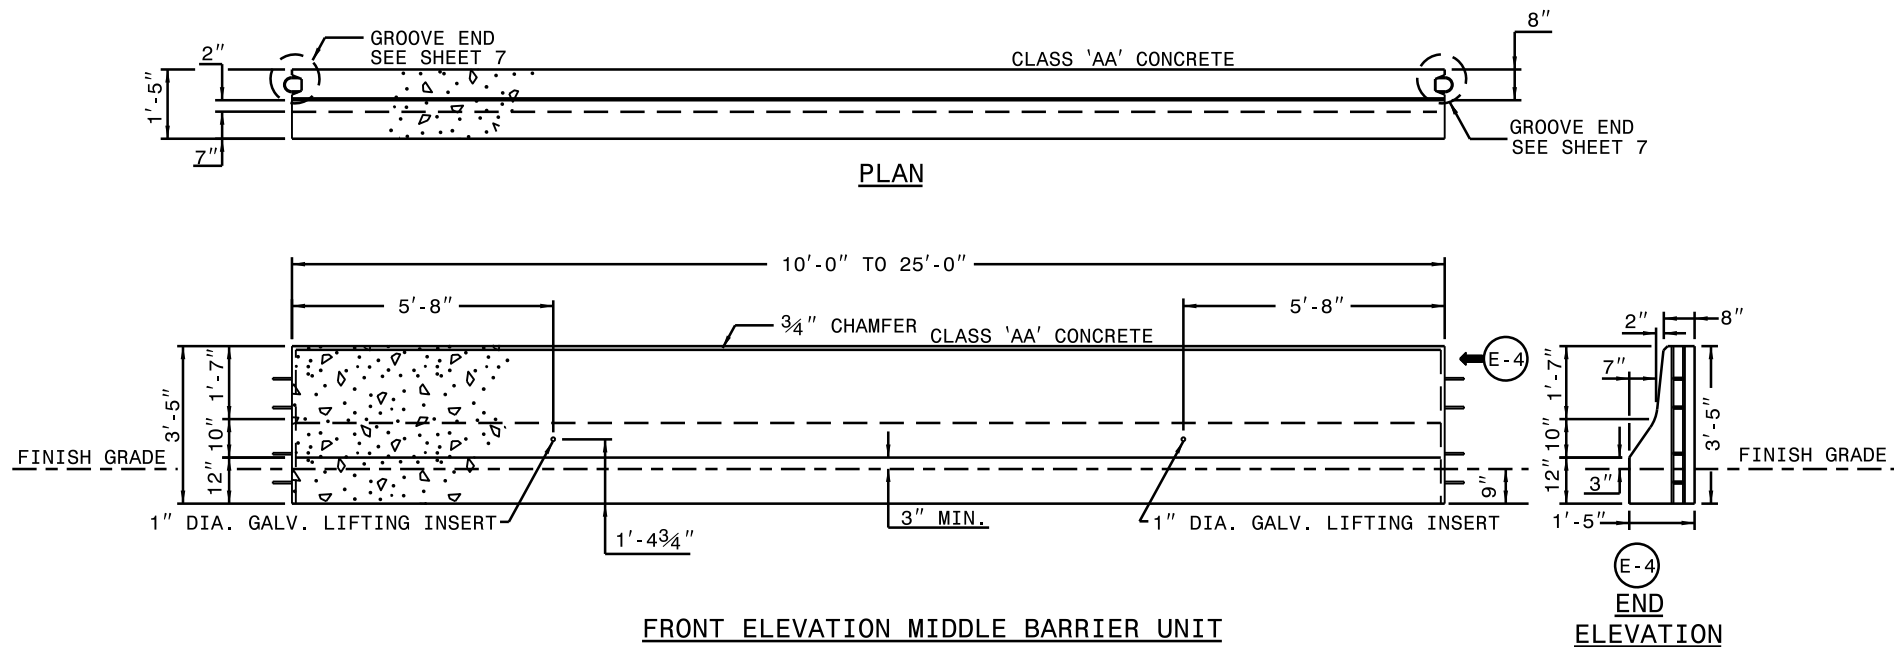 GROOVE END
SEE SHEET 7
2"
1'-5"
7"
CLASS 'AA' CONCRETE
8"
GROOVE END
SEE SHEET 7
PLAN
10'-0" TO 25'-0"
5'-8"
5'-8"
3/4" CHAMFER
CLASS 'AA' CONCRETE
E-4
3'-5"
1'-7"
10"
12"
FINISH GRADE
1" DIA. GALV. LIFTING INSERT
1'-4 3/4"
3" MIN.
1" DIA. GALV. LIFTING INSERT
9"
FRONT ELEVATION MIDDLE BARRIER UNIT
2"
8"
7"
1'-7"
10"
12"
3"
3'-5"
1'-5"
FINISH GRADE
E-4
END
ELEVATION